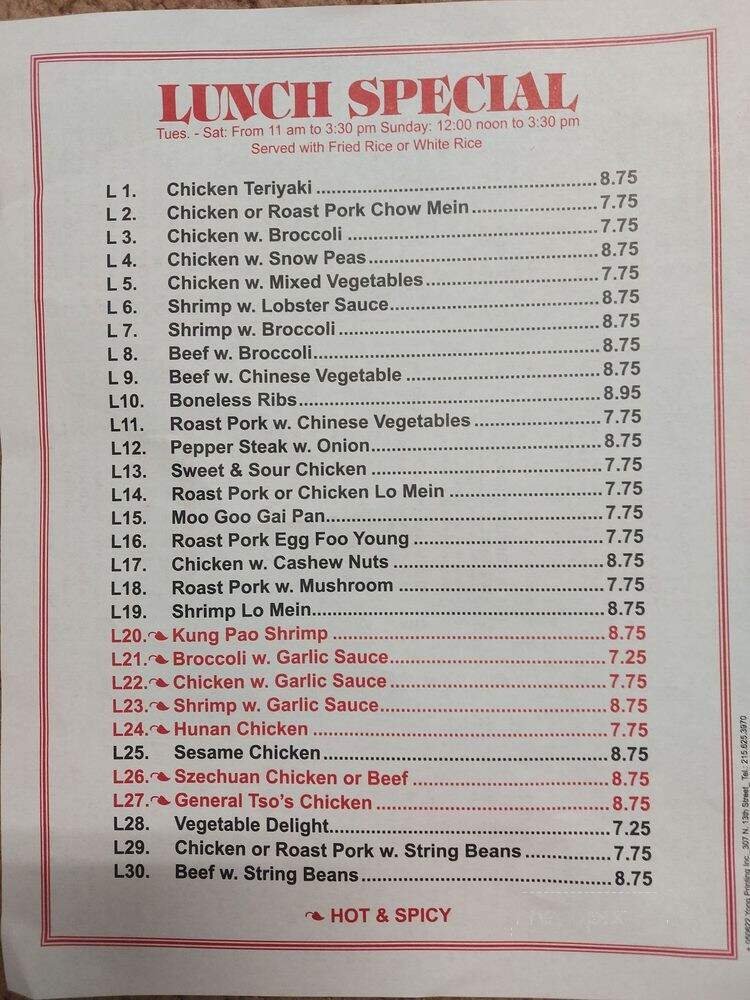 LUNCH SPECIAL
Tues. - Sat: From 11 am to 3:30 pm Sunday: 12:00 noon to 3:30 pm
Served with Fried Rice or White Rice
L 1. Chicken Teriyaki 8.75
L 2. Chicken or Roast Pork Chow Mein 7.75
L 3. Chicken w. Broccoli 7.75
L 4. Chicken w. Snow Peas 8.75
L 5. Chicken w. Mixed Vegetables 7.75
L 6. Shrimp w. Lobster Sauce 8.75
L 7. Shrimp w. Broccoli 8.75
L 8. Beef w. Broccoli 8.75
L 9. Beef w. Chinese Vegetable 8.75
L10. Boneless Ribs 8.95
L11. Roast Pork w. Chinese Vegetables 7.75
L12. Pepper Steak w. Onion 8.75
L13. Sweet & Sour Chicken 7.75
L14. Roast Pork or Chicken Lo Mein 7.75
L15. Moo Goo Gai Pan 7.75
L16. Roast Pork Egg Foo Young 7.75
L17. Chicken w. Cashew Nuts 8.75
L18. Roast Pork w. Mushroom 7.75
L19. Shrimp Lo Mein 8.75
L20. Kung Pao Shrimp 8.75
L21. Broccoli w. Garlic Sauce 7.25
L22. Chicken w. Garlic Sauce 7.75
L23. Shrimp w. Garlic Sauce 8.75
L24. Hunan Chicken 7.75
L25. Sesame Chicken 8.75
L26. Szechuan Chicken or Beef 8.75
L27. General Tso's Chicken 8.75
L28. Vegetable Delight 7.25
L29. Chicken or Roast Pork w. String Beans 7.75
L30. Beef w. String Beans 8.75
HOT & SPICY
Printing Inc. 307 N. 13th Street Tel.: 215.625.3970